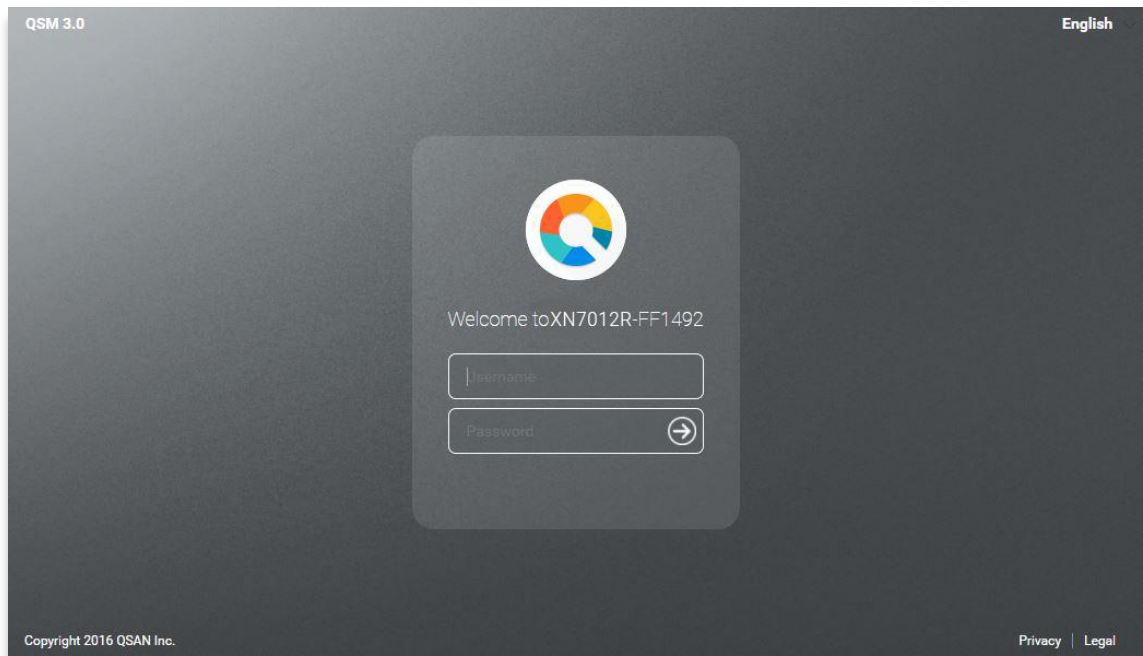 QSM 3.0
English
Welcome toXN7012R-FF1492
Username
Password
Copyright 2016 QSAN Inc.
Privacy | Legal